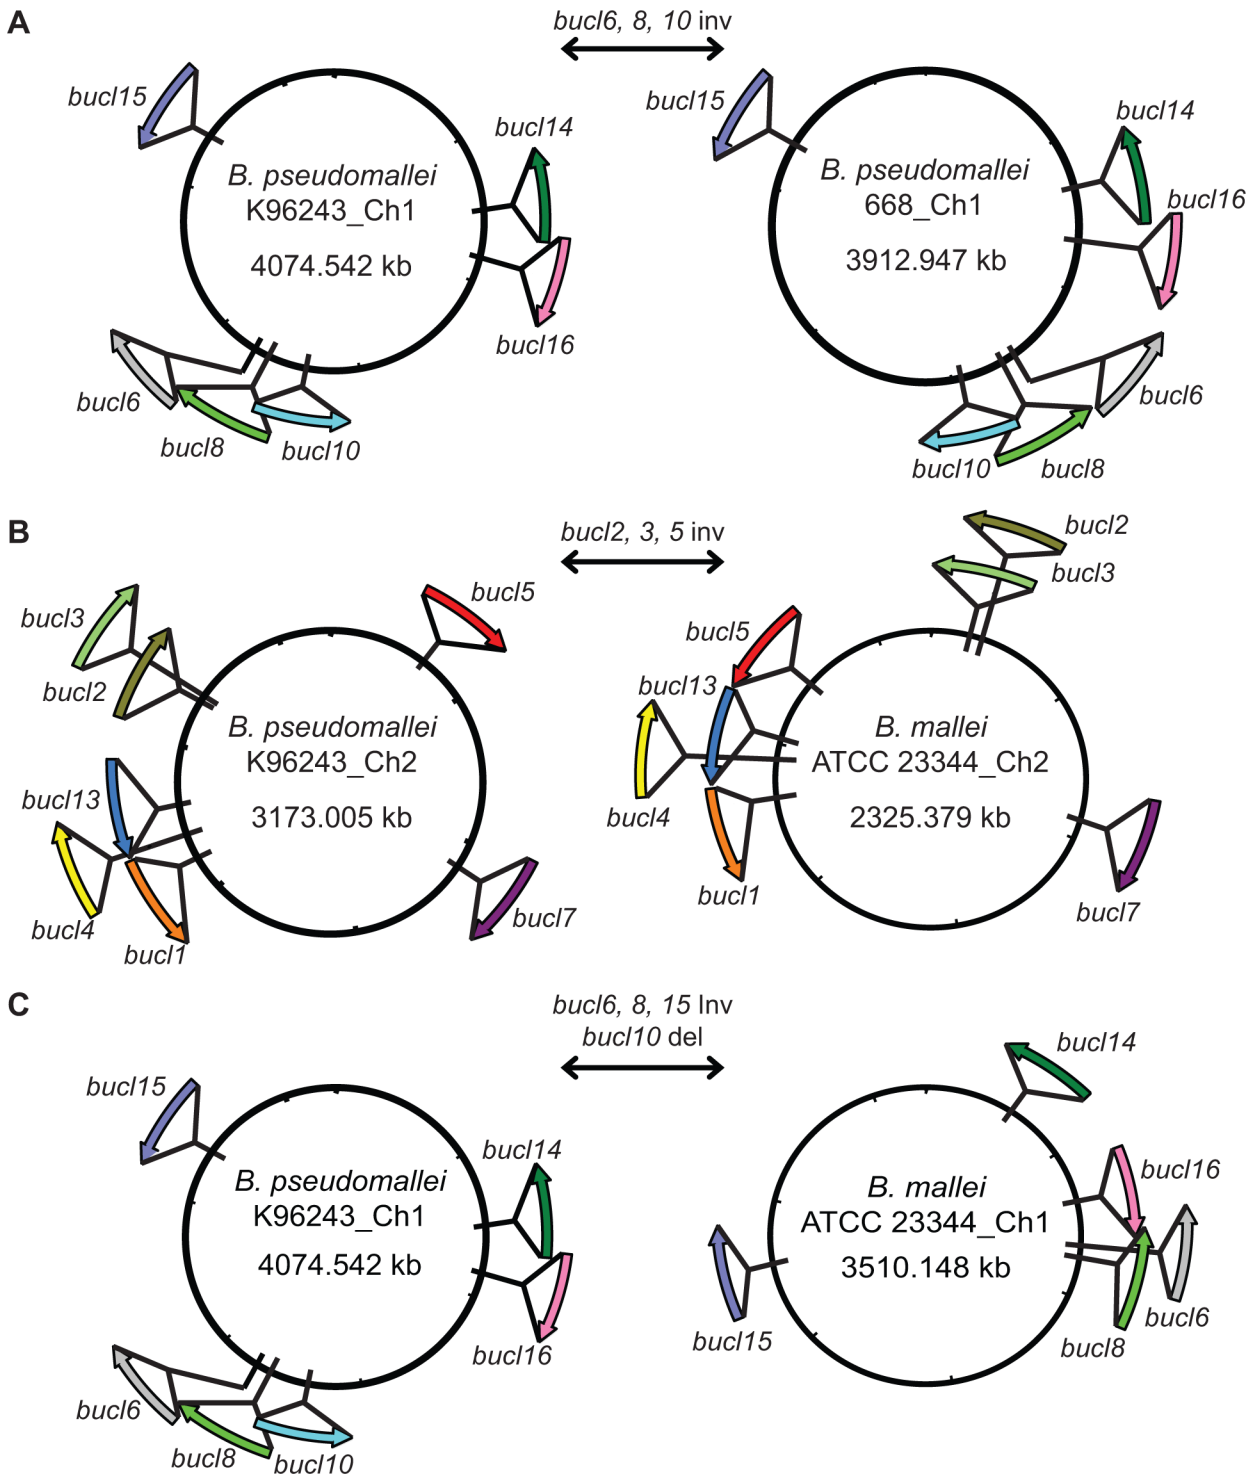 A
bucl6, 8, 10 inv
bucl15
bucl14
bucl16
B. pseudomallei
K96243_Ch1
4074.542 kb
bucl6
bucl8
bucl10
bucl15
bucl14
bucl16
B. pseudomallei
668_Ch1
3912.947 kb
bucl6
bucl10
bucl8
B
bucl2, 3, 5 inv
bucl3
bucl2
bucl5
B. pseudomallei
K96243_Ch2
3173.005 kb
bucl13
bucl4
bucl1
bucl7
bucl2
bucl3
bucl5
bucl13
B. mallei
ATCC 23344_Ch2
2325.379 kb
bucl4
bucl1
bucl7
C
bucl6, 8, 15 Inv
bucl10 del
bucl15
bucl14
B. pseudomallei
K96243_Ch1
4074.542 kb
bucl16
bucl6
bucl8
bucl10
bucl14
bucl16
B. mallei
ATCC 23344_Ch1
3510.148 kb
bucl15
bucl6
bucl8